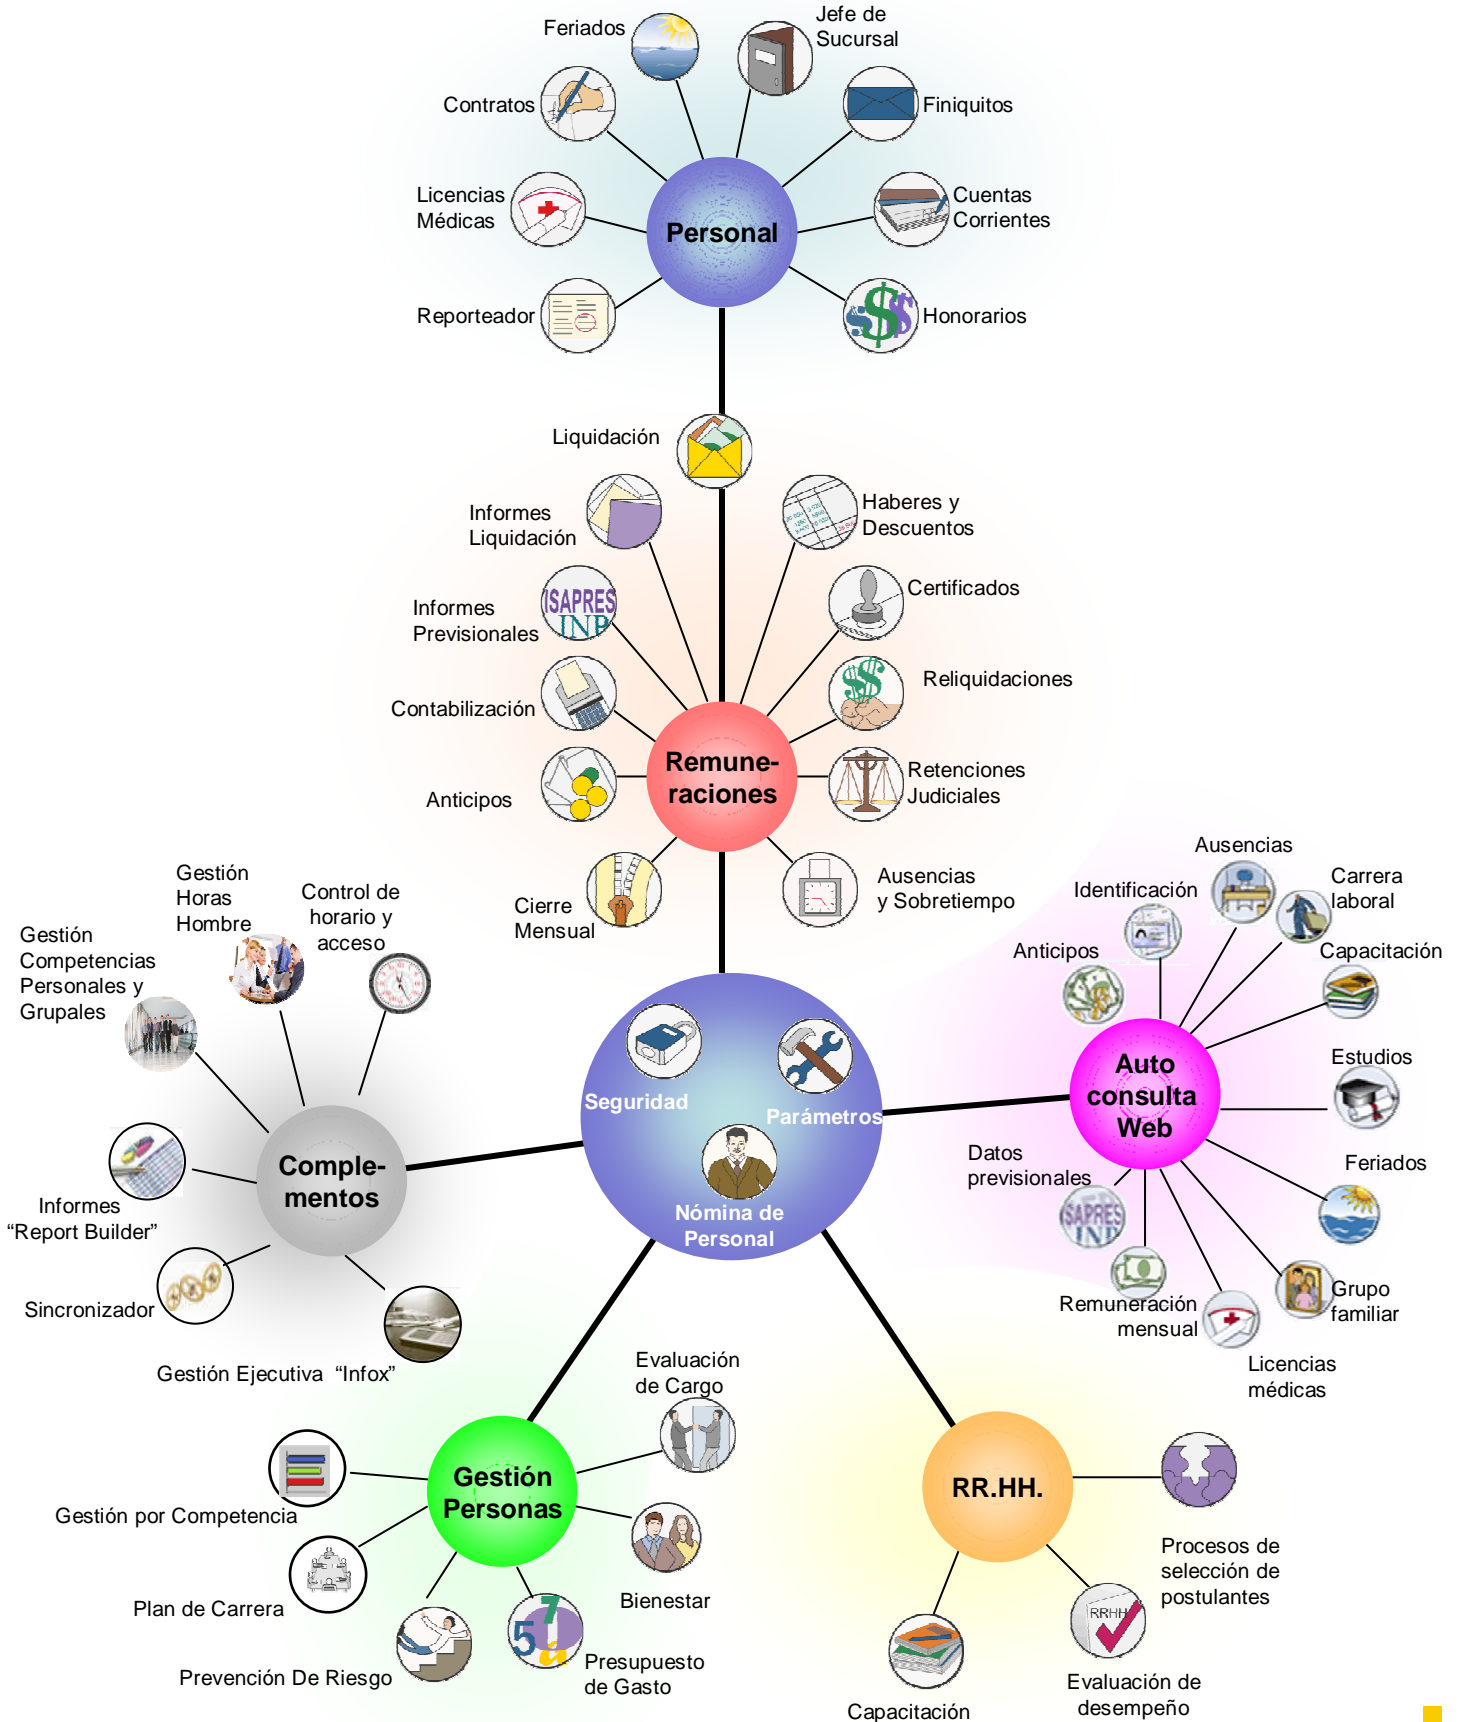 Feriados
Jefe de
Sucursal
Contratos
Finiquitos
Licencias
Médicas
Cuentas
Corrientes
Personal
Reporteador
Honorarios
Liquidación
Informes
Liquidación
Haberes y
Descuentos
Informes
Previsionales
ISAPRES
INP
Certificados
Contabilización
Reliquidaciones
Remune-
raciones
Anticipos
Retenciones
Judiciales
Cierre
Mensual
Ausencias
y Sobretiempo
Gestión
Horas
Hombre
Control de
horario y
acceso
Gestión
Competencias
Personales y
Grupales
Comple-
mentos
Informes
“Report Builder”
Sincronizador
Gestión Ejecutiva “Infox”
Seguridad
Parámetros
Nómina de
Personal
Ausencias
Identificación
Carrera
laboral
Anticipos
Capacitación
Auto
consulta
Web
Estudios
Datos
previsionales
ISAPRES
INP
Feriados
Remuneración
mensual
Grupo
familiar
Licencias
médicas
Evaluación
de Cargo
Gestión
Personas
Gestión por Competencia
Plan de Carrera
Bienestar
Prevención De Riesgo
Presupuesto
de Gasto
RR.HH.
Procesos de
selección de
postulantes
RRHH
Evaluación de
desempeño
Capacitación